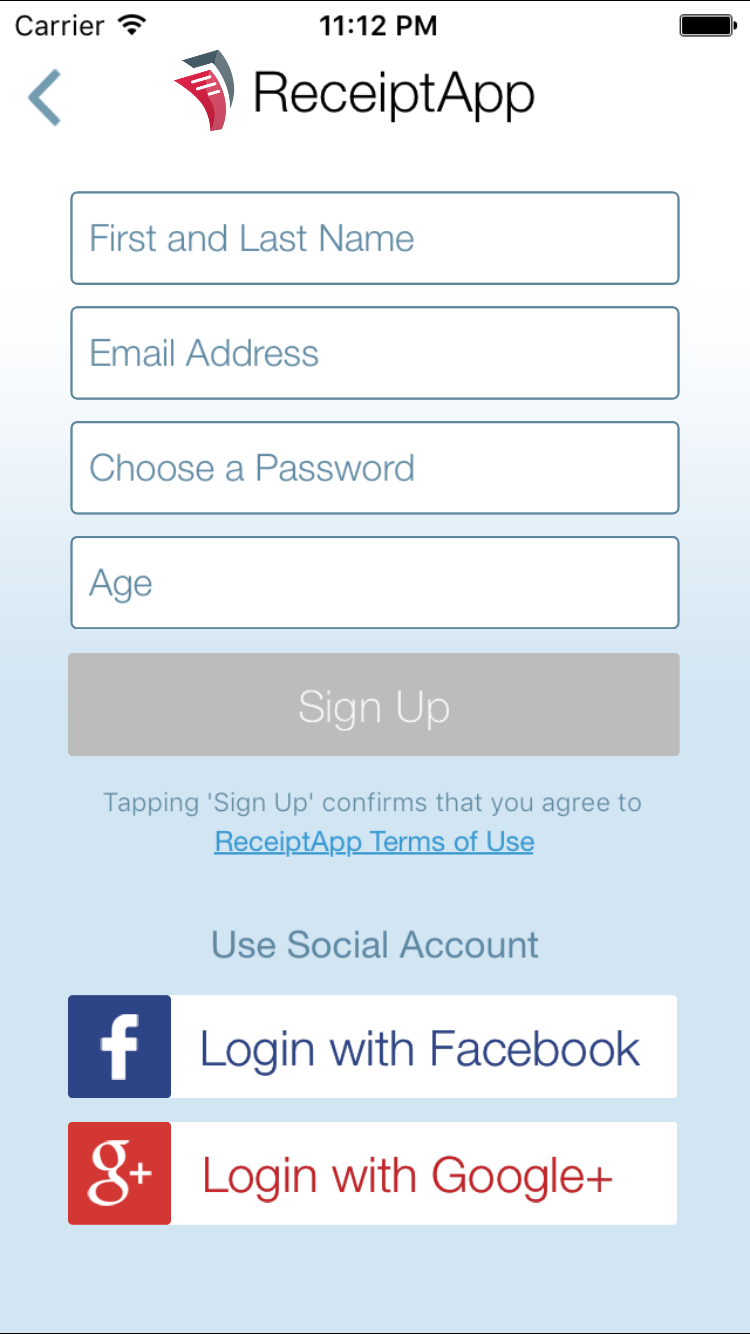 Carrier 11:12 PM
ReceiptApp
First and Last Name
Email Address
Choose a Password
Age
Sign Up
Tapping 'Sign Up' confirms that you agree to
ReceiptApp Terms of Use
Use Social Account
f Login with Facebook
g+ Login with Google+